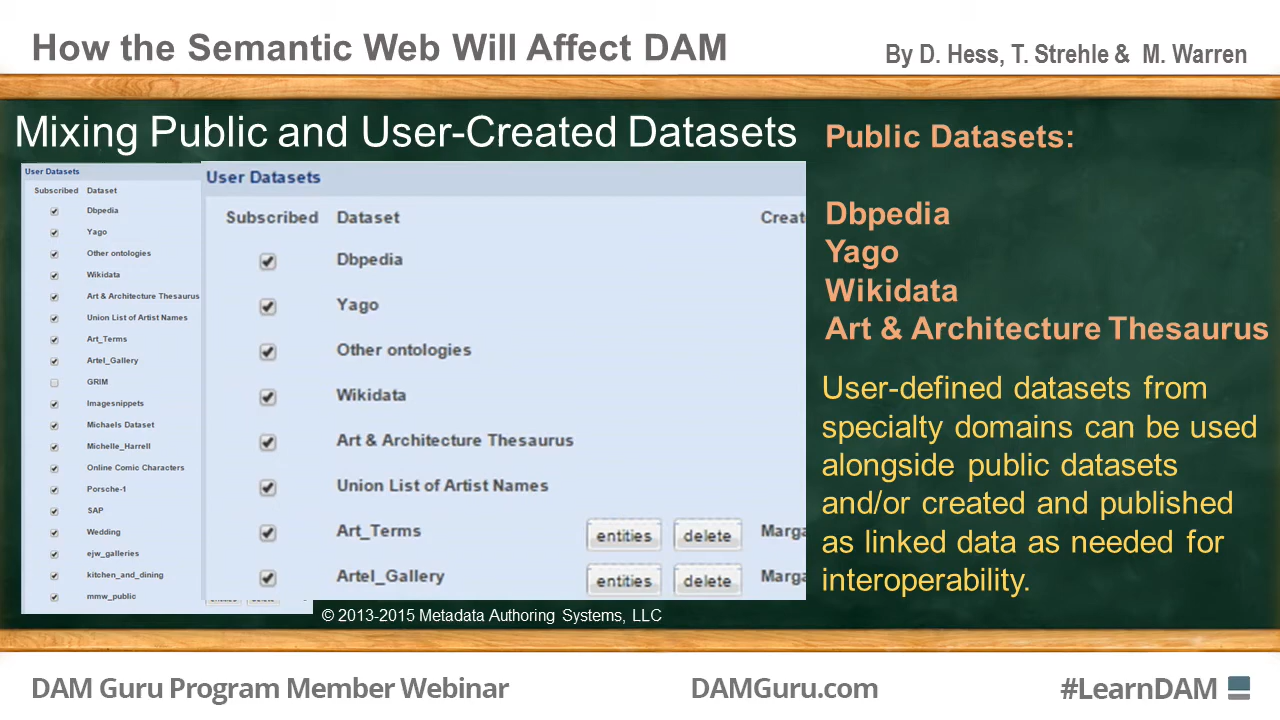 How the Semantic Web Will Affect DAM
By D. Hess, T. Strehle & M. Warren
Mixing Public and User-Created Datasets
User Datasets
Subscribed Dataset
Dbpedia
Yago
Other ontologies
Wikidata
Art & Architecture Thesaurus
Union List of Artist Names
Art_Terms
Artel_Gallery
GRIM
Imagesnippets
Michaels Dataset
Michelle_Harrell
Online Comic Characters
Porsche-1
SAP
Wedding
ejw_galleries
kitchen_and_dining
mmw_public
User Datasets
Subscribed Dataset Creat
Dbpedia
Yago
Other ontologies
Wikidata
Art & Architecture Thesaurus
Union List of Artist Names
Art_Terms entities delete Marga
Artel_Gallery entities delete Marga
© 2013-2015 Metadata Authoring Systems, LLC
Public Datasets:
Dbpedia
Yago
Wikidata
Art & Architecture Thesaurus
User-defined datasets from
specialty domains can be used
alongside public datasets
and/or created and published
as linked data as needed for
interoperability.
DAM Guru Program Member Webinar
DAMGuru.com
#LearnDAM